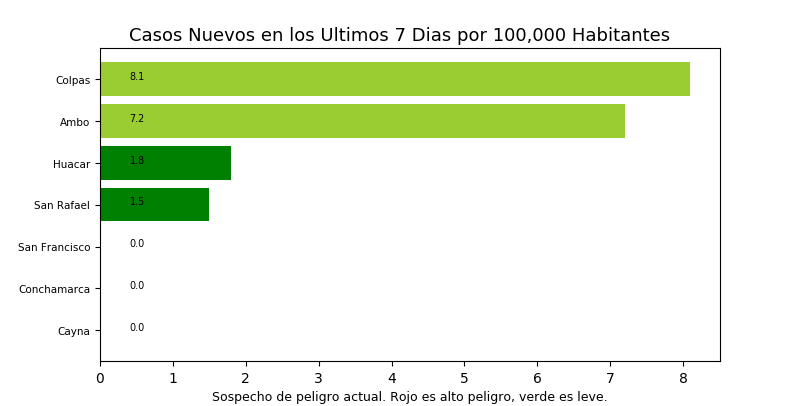 Casos Nuevos en los Ultimos 7 Dias por 100,000 Habitantes
Colpas 8.1
Ambo 7.2
Huacar 1.8
San Rafael 1.5
San Francisco 0.0
Conchamarca 0.0
Cayna 0.0
0 1 2 3 4 5 6 7 8
Sospecho de peligro actual. Rojo es alto peligro, verde es leve.